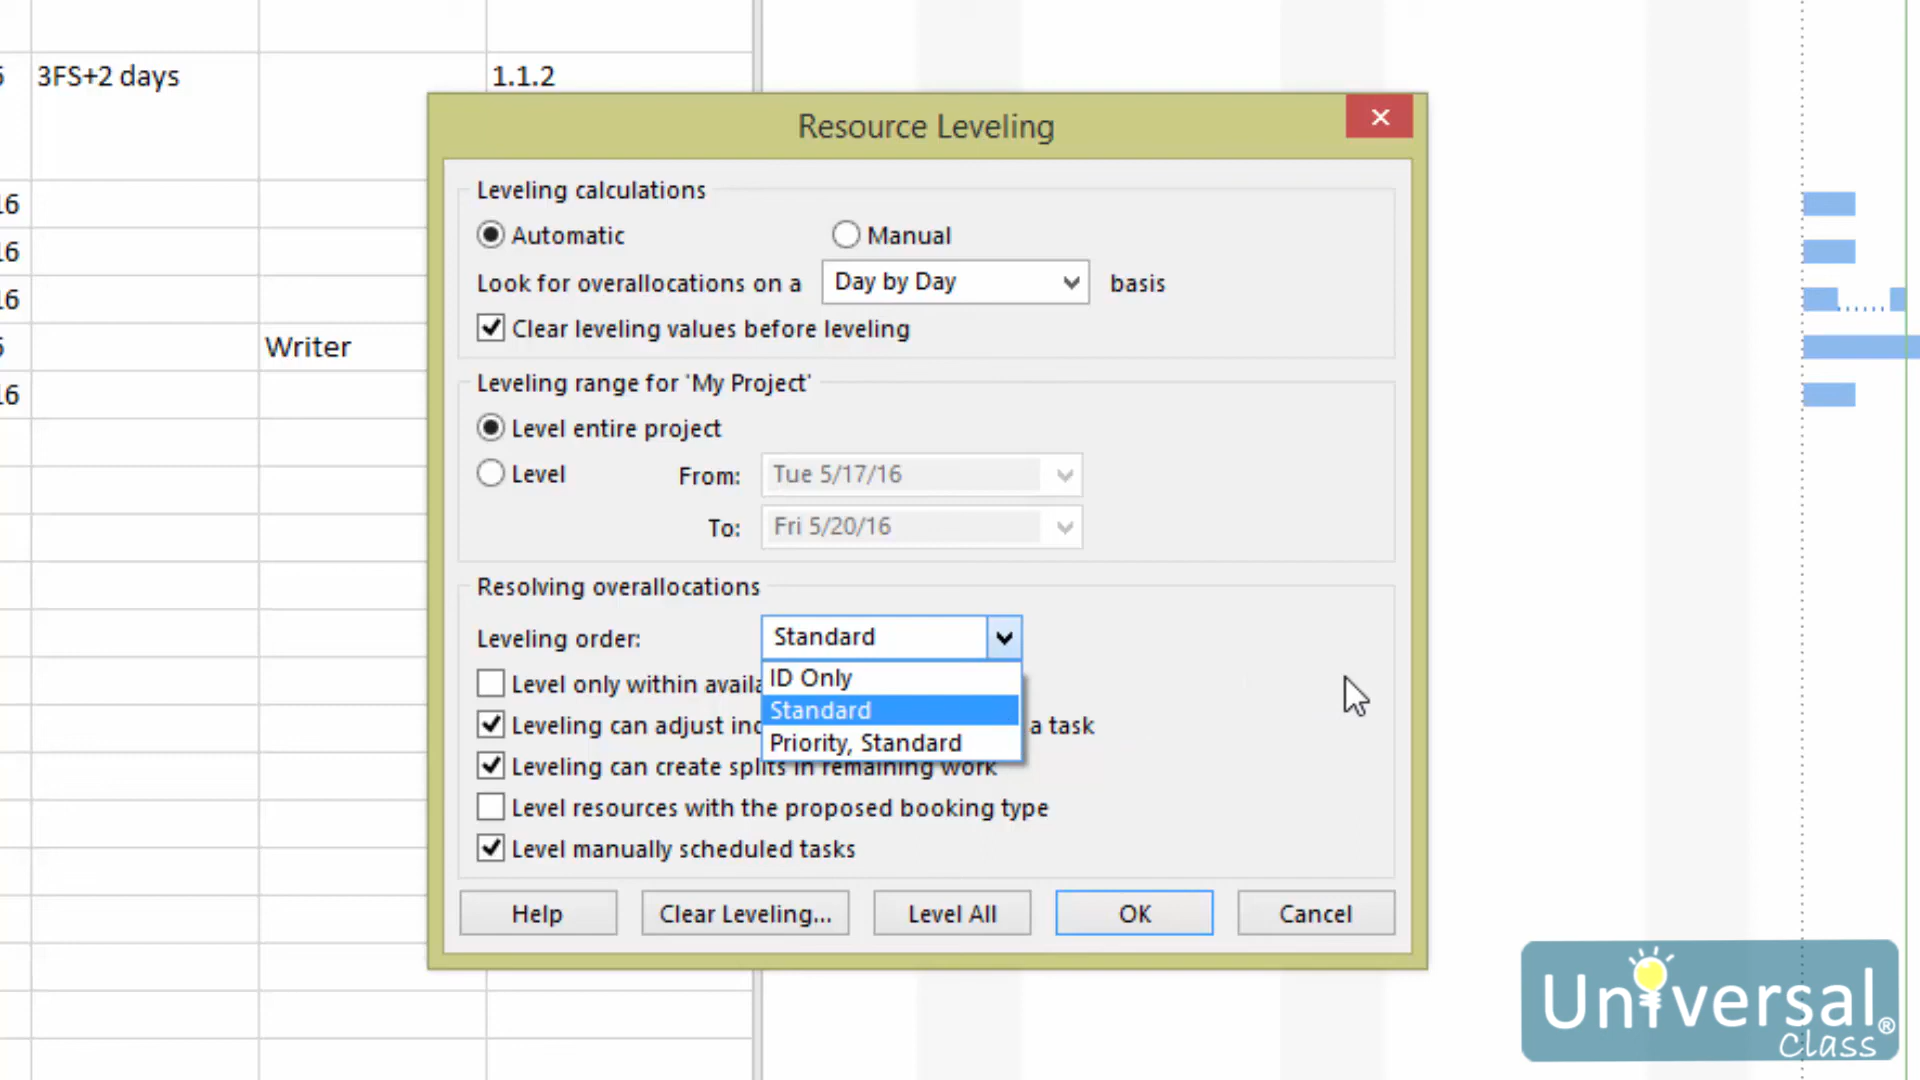 3FS+2 days
1.1.2
Resource Leveling
Leveling calculations
Automatic
Manual
Look for overallocations on a
Day by Day
basis
16
Clear leveling values before leveling
16
16
Writer
Leveling range for 'My Project'
16
Level entire project
Level
From:
Tue 5/17/16
To:
Fri 5/20/16
Resolving overallocations
Leveling order:
Standard
ID Only
Standard
Priority, Standard
Level only within
Leveling can adjust
a task
Leveling can create splits in remaining work
Level resources with the proposed booking type
Level manually scheduled tasks
Help
Clear Leveling...
Level All
OK
Cancel
Universal
Class
®